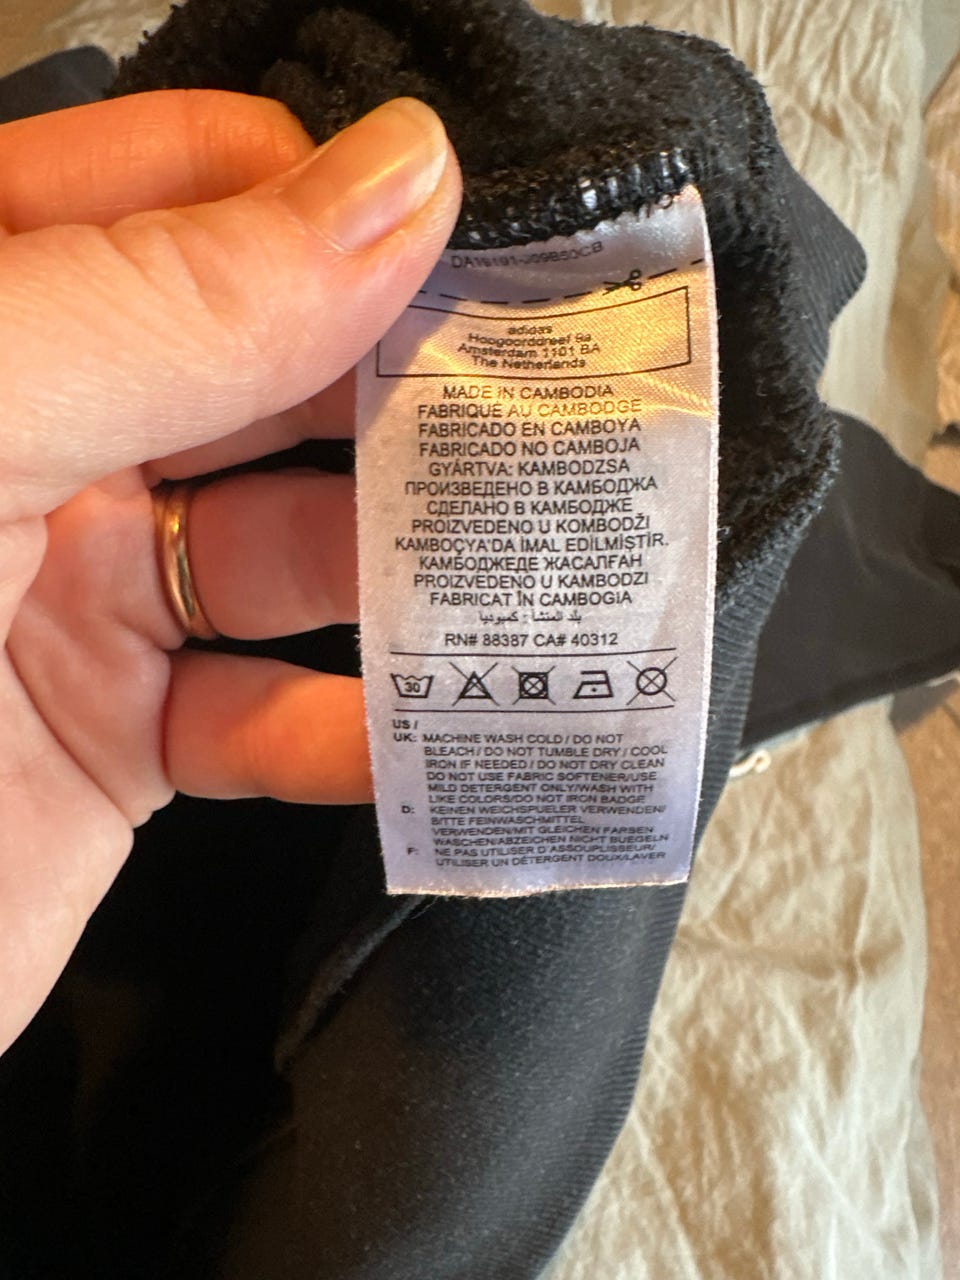 adidas
Hoogoorddreef 9a
Amsterdam 1101 BA
The Netherlands
MADE IN CAMBODIA
FABRIQUÉ AU CAMBODGE
FABRICADO EN CAMBOYA
FABRICADO NO CAMBOJA
GYÁRTVA: KAMBODZSA
ПРОИЗВЕДЕНО В КАМБОДЖА
СДЕЛАНО В КАМБОДЖЕ
PROIZVEDENO U KOMBODŽI
KAMBOÇYA'DA İMAL EDİLMİŞTİR.
КАМБОДЖЕДЕ ЖАСАЛҒАН
PROIZVEDENO U KAMBODZI
FABRICAT ÎN CAMBOGIA
بلد المنشأ: كمبوديا
RN# 88387 CA# 40312
30
US /
UK: MACHINE WASH COLD / DO NOT
BLEACH / DO NOT TUMBLE DRY / COOL
IRON IF NEEDED / DO NOT DRY CLEAN
DO NOT USE FABRIC SOFTENER/USE
MILD DETERGENT ONLY/WASH WITH
LIKE COLORS/DO NOT IRON BADGE
D: KEINEN WEICHSPUELER VERWENDEN/
BITTE FEINWASCHMITTEL
VERWENDEN/MIT GLEICHEN FARBEN
WASCHEN/ABZEICHEN NICHT BUEGELN
F: NE PAS UTILISER D'ASSOUPLISSEUR/
UTILISER UN DÉTERGENT DOUX/LAVER